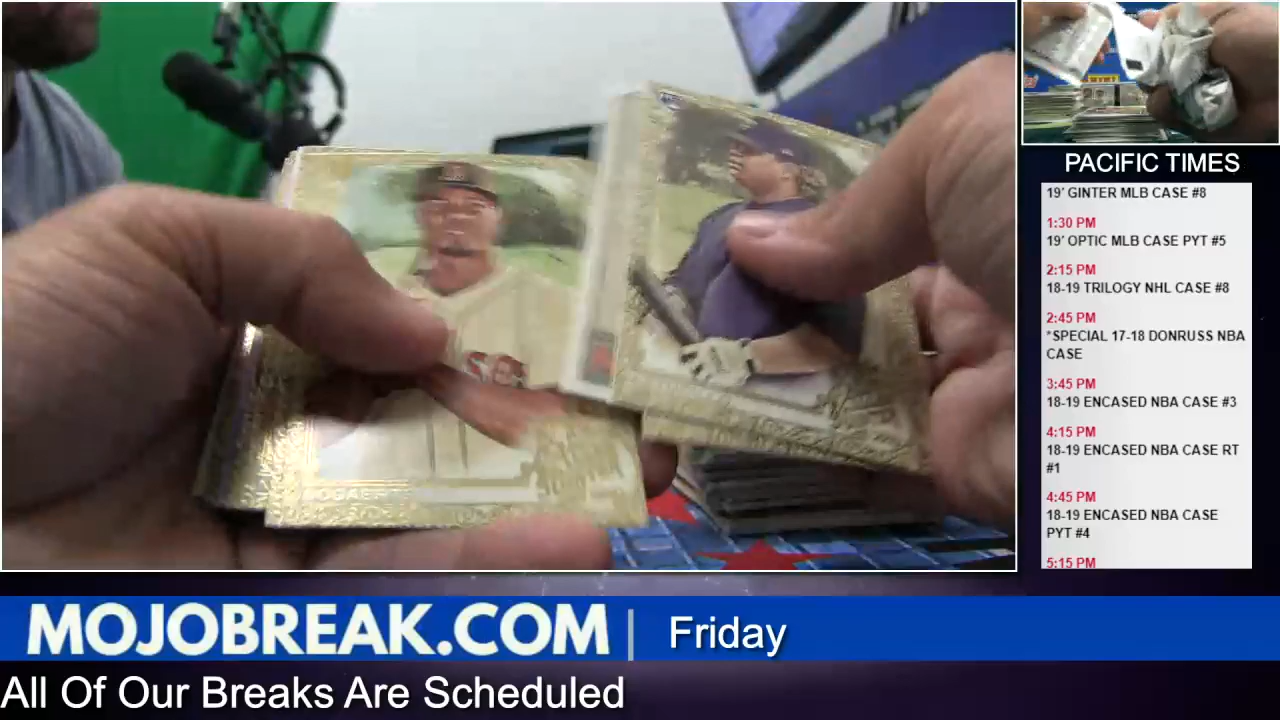 PACIFIC TIMES
19' GINTER MLB CASE #8
1:30 PM
19' OPTIC MLB CASE PYT #5
2:15 PM
18-19 TRILOGY NHL CASE #8
2:45 PM
*SPECIAL 17-18 DONRUSS NBA
CASE
3:45 PM
18-19 ENCASED NBA CASE #3
4:15 PM
18-19 ENCASED NBA CASE RT
#1
4:45 PM
18-19 ENCASED NBA CASE
PYT #4
5:15 PM
MOJOBREAK.COM | Friday
All Of Our Breaks Are Scheduled